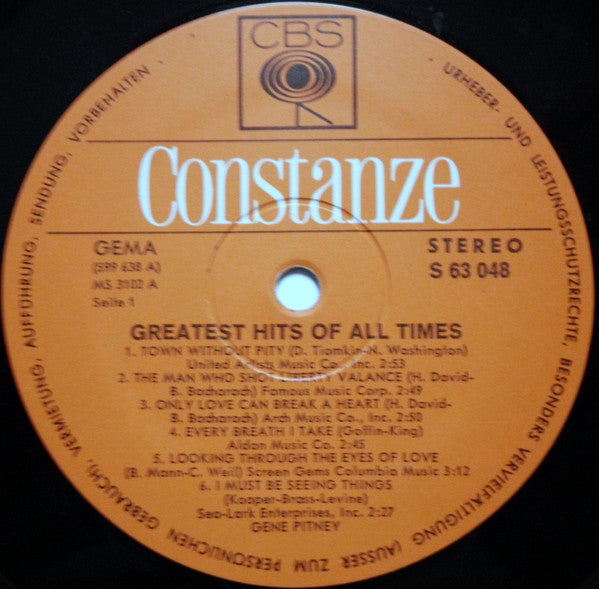 CBS
Constanze
GEMA
(S99 638 A)
MS 3102 A
Seite 1
STEREO
S 63 048
GREATEST HITS OF ALL TIMES
1. TOWN WITHOUT PITY (D. Tiomkin-N. Washington)
United Artists Music Co., Inc. 2:53
2. THE MAN WHO SHOT LIBERTY VALANCE (H. David-
B. Bacharach) Famous Music Corp. 2:49
3. ONLY LOVE CAN BREAK A HEART (H. David-
B. Bacharach) Arch Music Co., Inc. 2:50
4. EVERY BREATH I TAKE (Goffin-King)
Aldon Music Co. 2:45
5. LOOKING THROUGH THE EYES OF LOVE
(B. Mann-C. Weil) Screen Gems Columbia Music 3:12
6. I MUST BE SEEING THINGS
(Kooper-Brass-Levine)
Sea-Lark Enterprises, Inc. 2:27
GENE PITNEY
URHEBER- UND LEISTUNGSSCHUTZRECHTE, BESONDERS VERVIELFÄLTIGUNG (AUSSER ZUM PERSÖNLICHEN GEBRAUCH), VERMIETUNG, AUFFÜHRUNG, SENDUNG, VORBEHALTEN